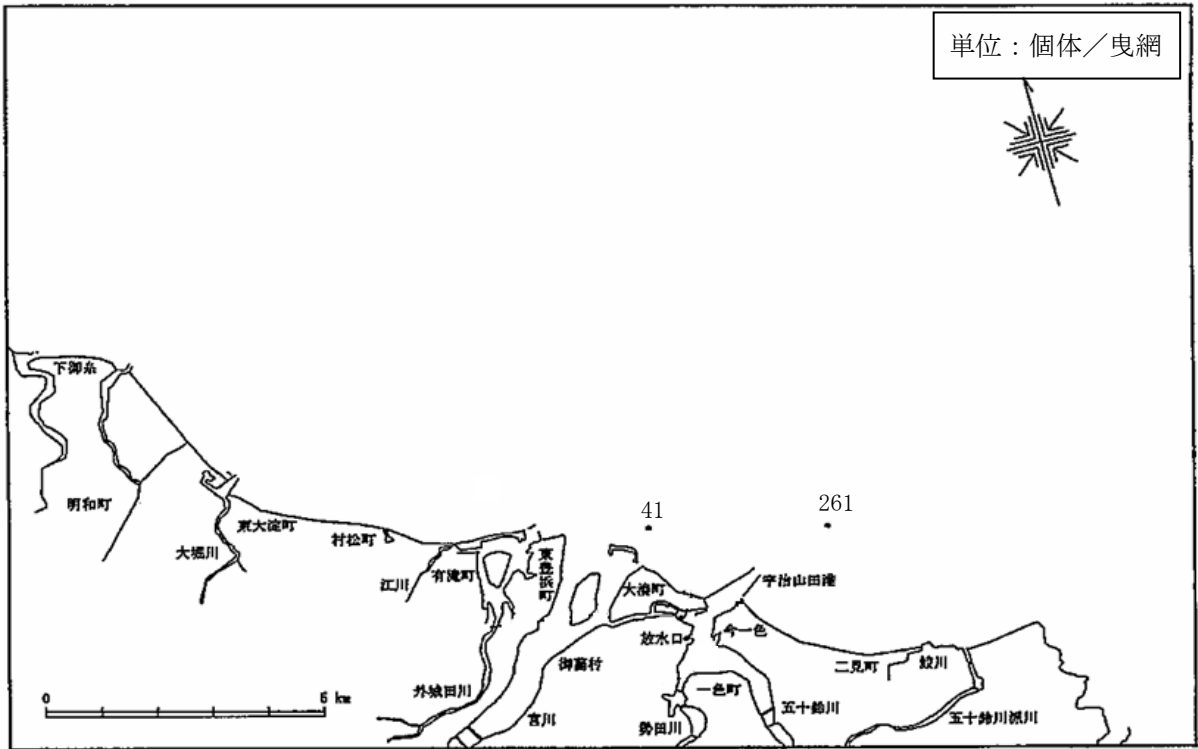 単位:個体/曳網
下御糸
明和町
大堀川
東大淀町
村松町
江川
有滝町
東豊浜町
41
261
大湊町
宇治山田港
放水口
今一色
御薗村
二見町
外城田川
宮川
一色町
勢田川
五十鈴川
五十鈴川派川
0
6 km